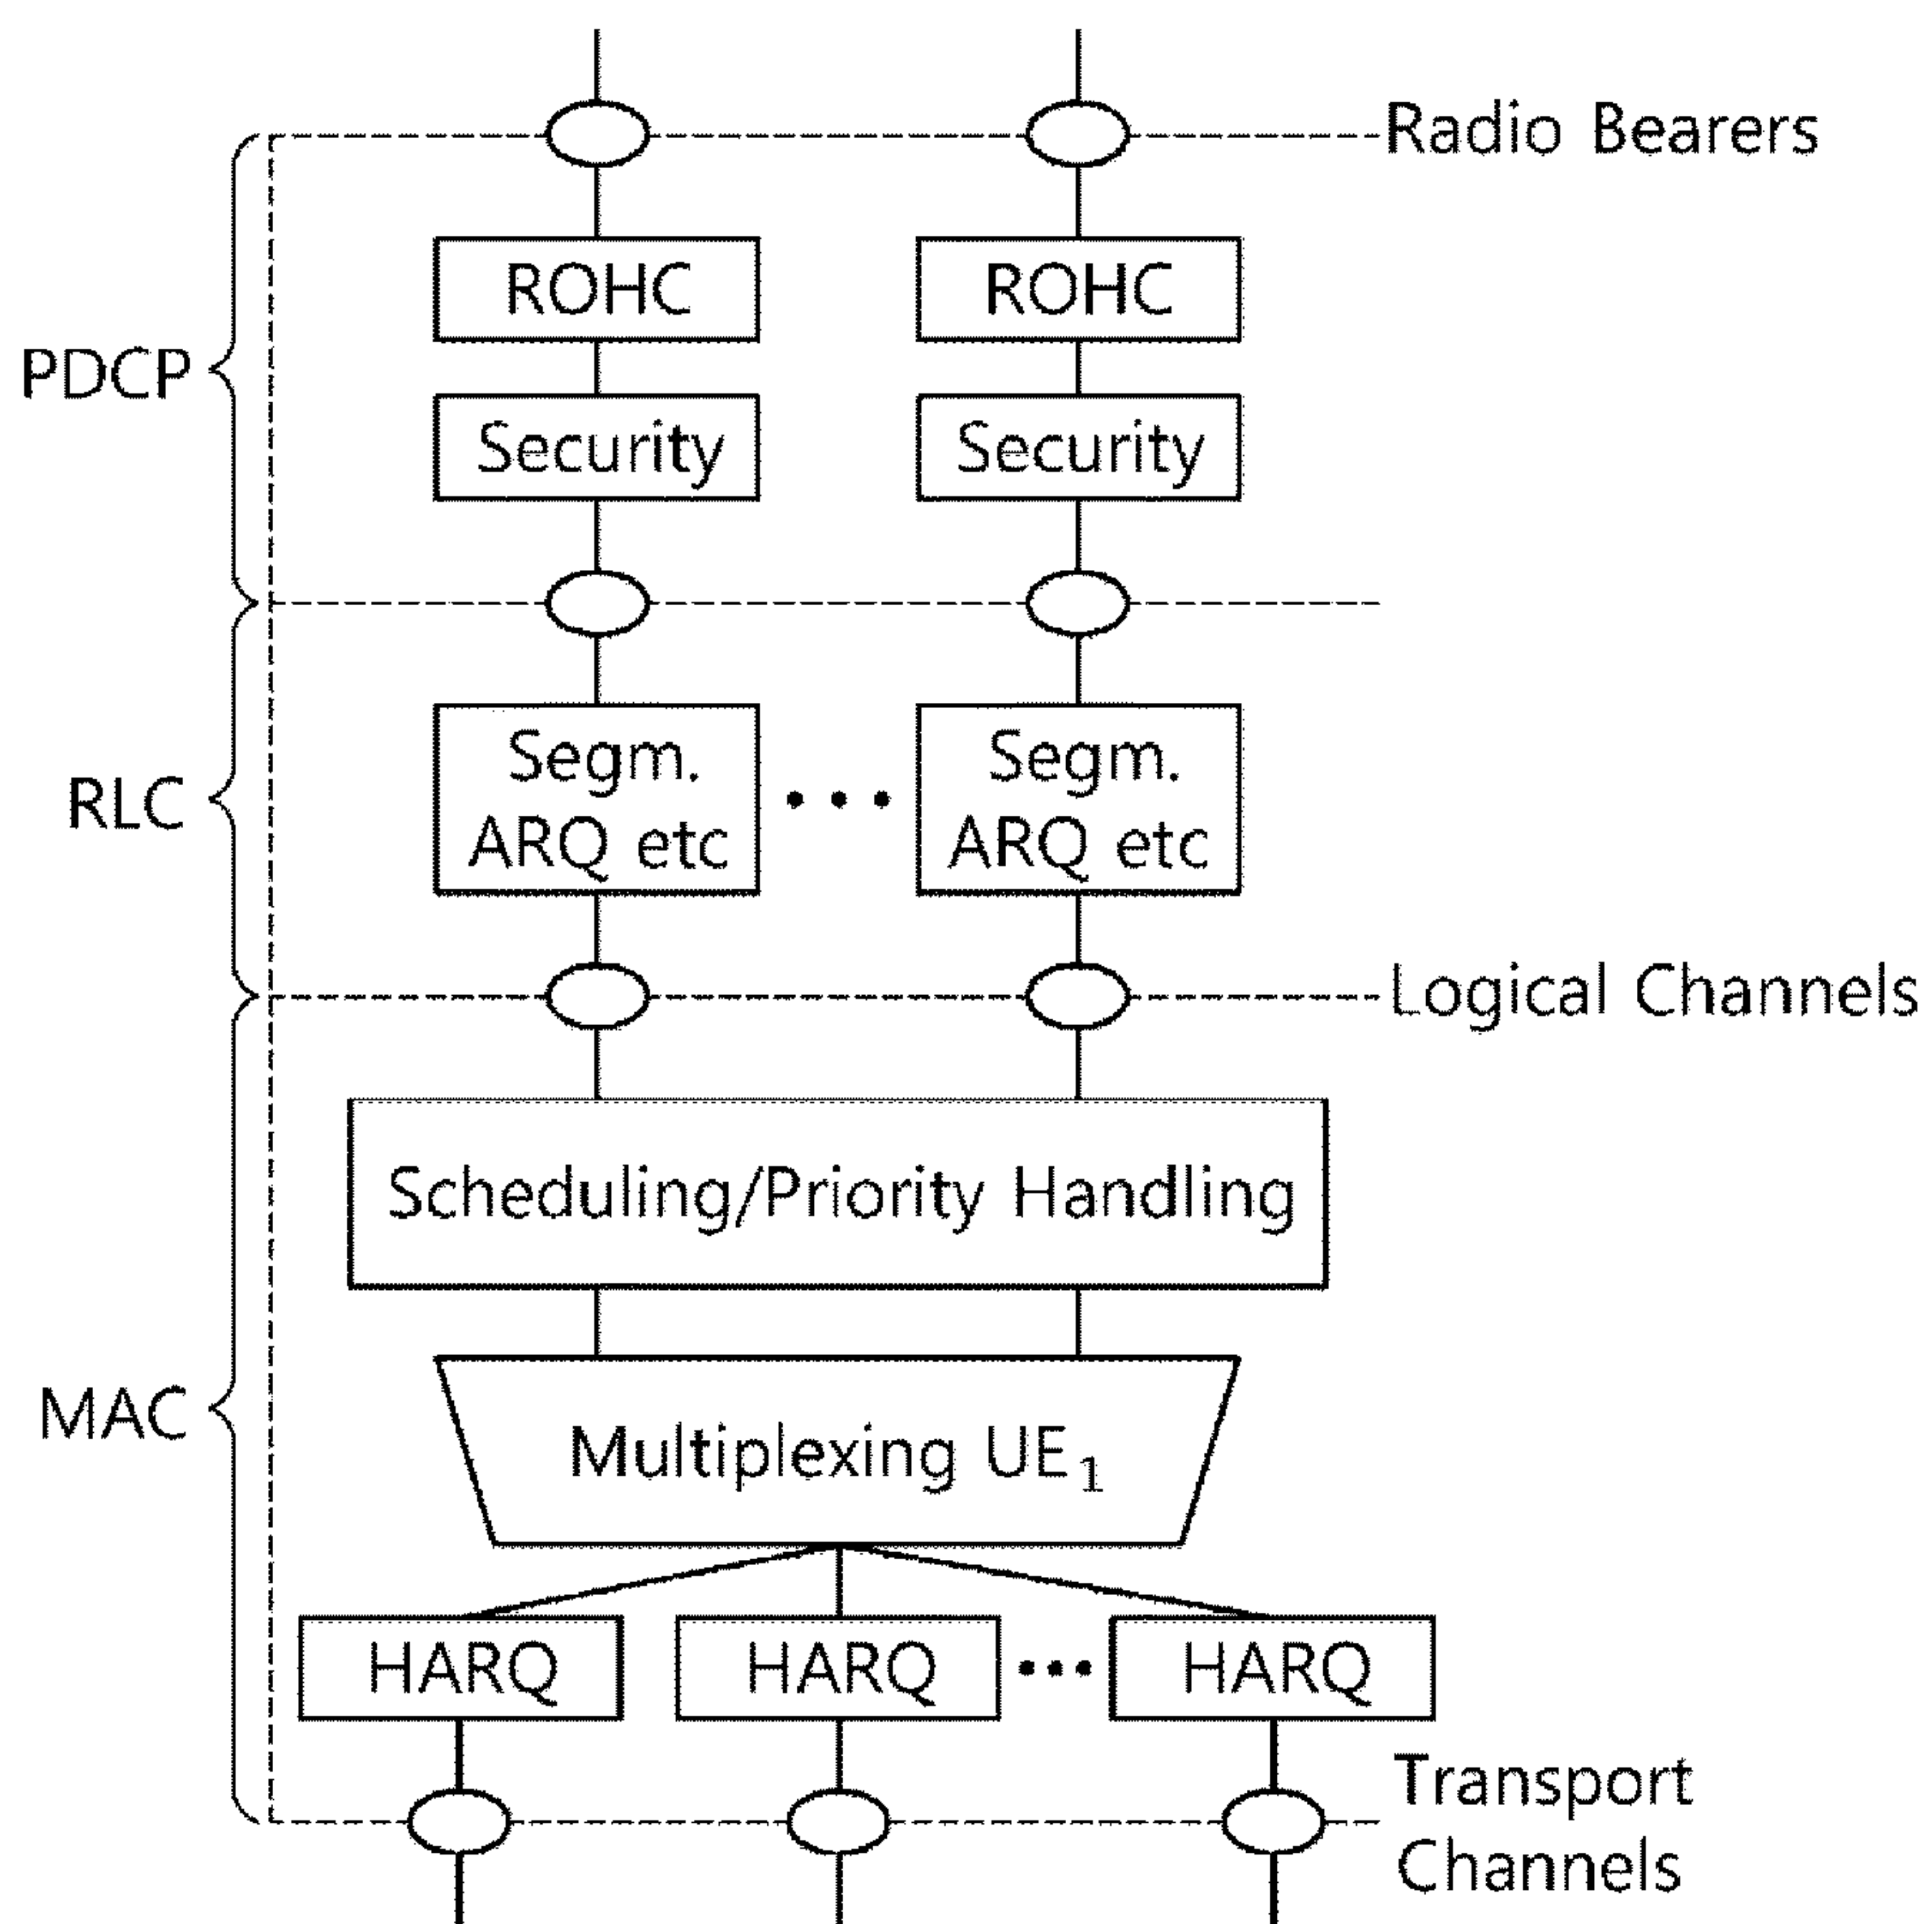 Radio Bearers
ROHC
ROHC
PDCP
Security
Security
Segm.
ARQ etc
Segm.
ARQ etc
RLC
Logical Channels
Scheduling/Priority Handling
MAC
Multiplexing UE₁
HARQ
HARQ
HARQ
Transport
Channels